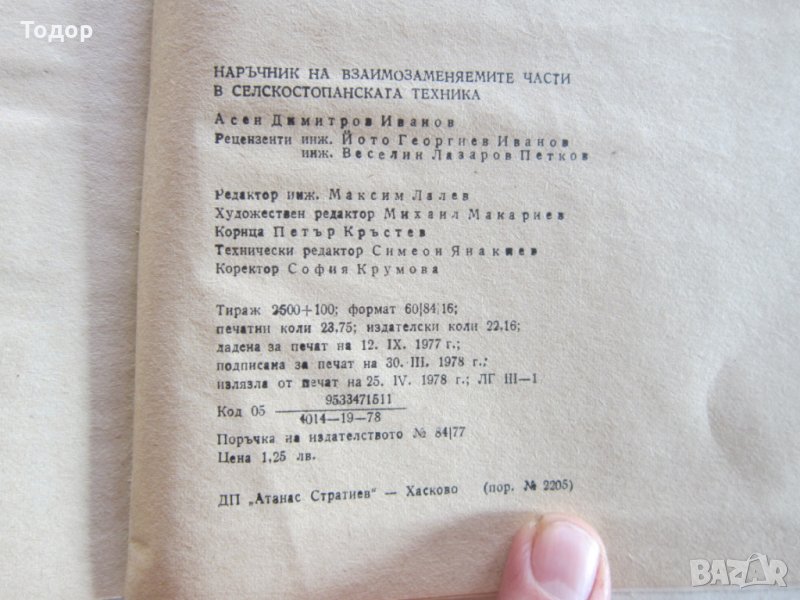 Тодор
НАРЪЧНИК НА ВЗАИМОЗАМЕНЯЕМИТЕ ЧАСТИ
В СЕЛСКОСТОПАНСКАТА ТЕХНИКА
Асен Димитров Иванов
Рецензенти инж. Йото Георгиев Иванов
инж. Веселин Лазаров Петков
Редактор инж. Максим Лалев
Художествен редактор Михаил Макариев
Корица Петър Кръстев
Технически редактор Симеон Янакиев
Коректор София Крумова
Тираж 2500+100; формат 60|84|16;
печатни коли 23,75; издателски коли 22,16;
дадена за печат на 12. IX. 1977 г.;
подписана за печат на 30. III. 1978 г.;
излязла от печат на 25. IV. 1978 г.; ЛГ III—1
Код 05 9533471511
4014—19—78
Поръчка на издателството № 84|77
Цена 1,25 лв.
ДП „Атанас Стратиев“ — Хасково (пор. № 2205)
BAZAR